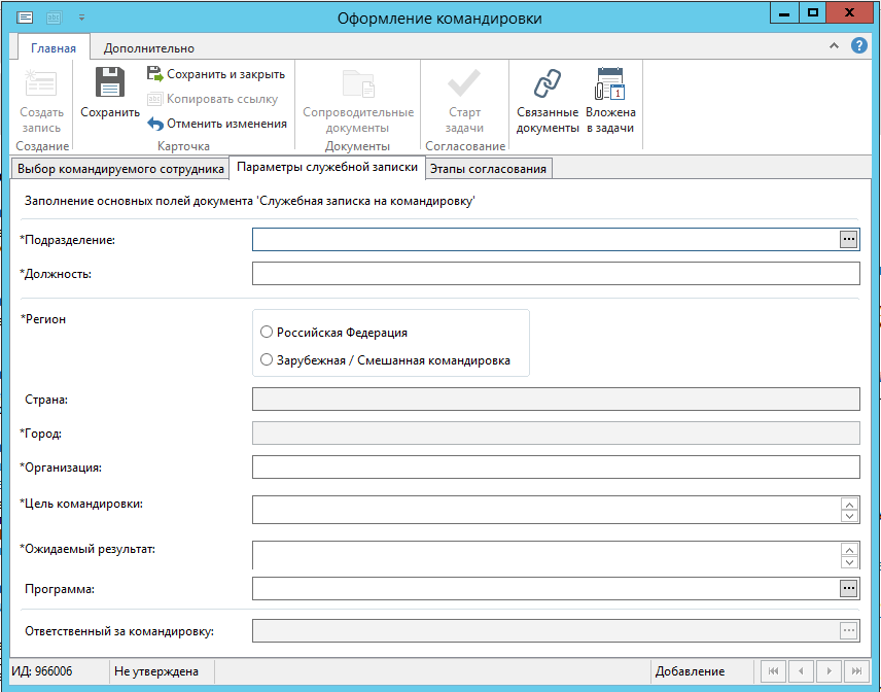 Оформление командировки
Главная
Дополнительно
Создать
запись
Создание
Сохранить
Сохранить и закрыть
Копировать ссылку
Отменить изменения
Карточка
Сопроводительные
документы
Документы
Старт
задачи
Согласование
Связанные
документы
1
Вложена
в задачи
Выбор командируемого сотрудника
Параметры служебной записки
Этапы согласования
Заполнение основных полей документа 'Служебная записка на командировку'
*Подразделение:
*Должность:
*Регион
Российская Федерация
Зарубежная / Смешанная командировка
Страна:
*Город:
*Организация:
*Цель командировки:
*Ожидаемый результат:
Программа:
Ответственный за командировку:
ИД: 966006
Не утверждена
Добавление